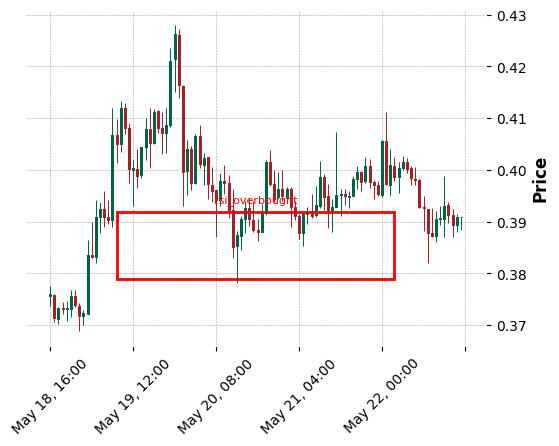 0.43
0.42
0.41
0.40
0.39
0.38
0.37
Price
rsi_overbought
May 18, 16:00
May 19, 12:00
May 20, 08:00
May 21, 04:00
May 22, 00:00